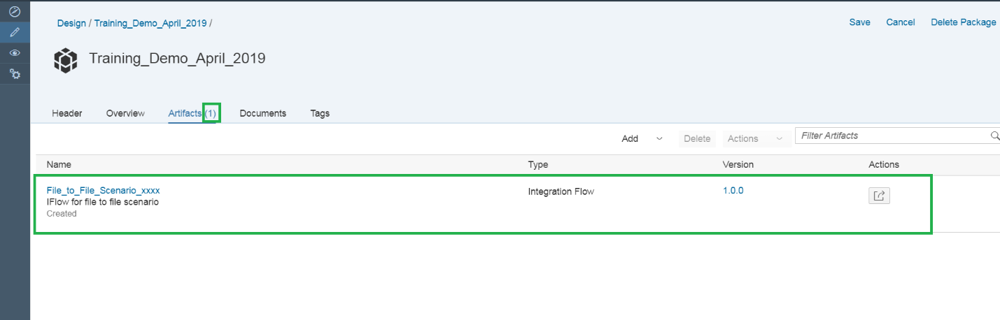 Design / Training_Demo_April_2019 /
Save Cancel Delete Package
Training_Demo_April_2019
Header Overview Artifacts (1) Documents Tags
Add Delete Actions Filter Artifacts
Name Type Version Actions
File_to_File_Scenario_xxxx Integration Flow 1.0.0
IFlow for file to file scenario
Created